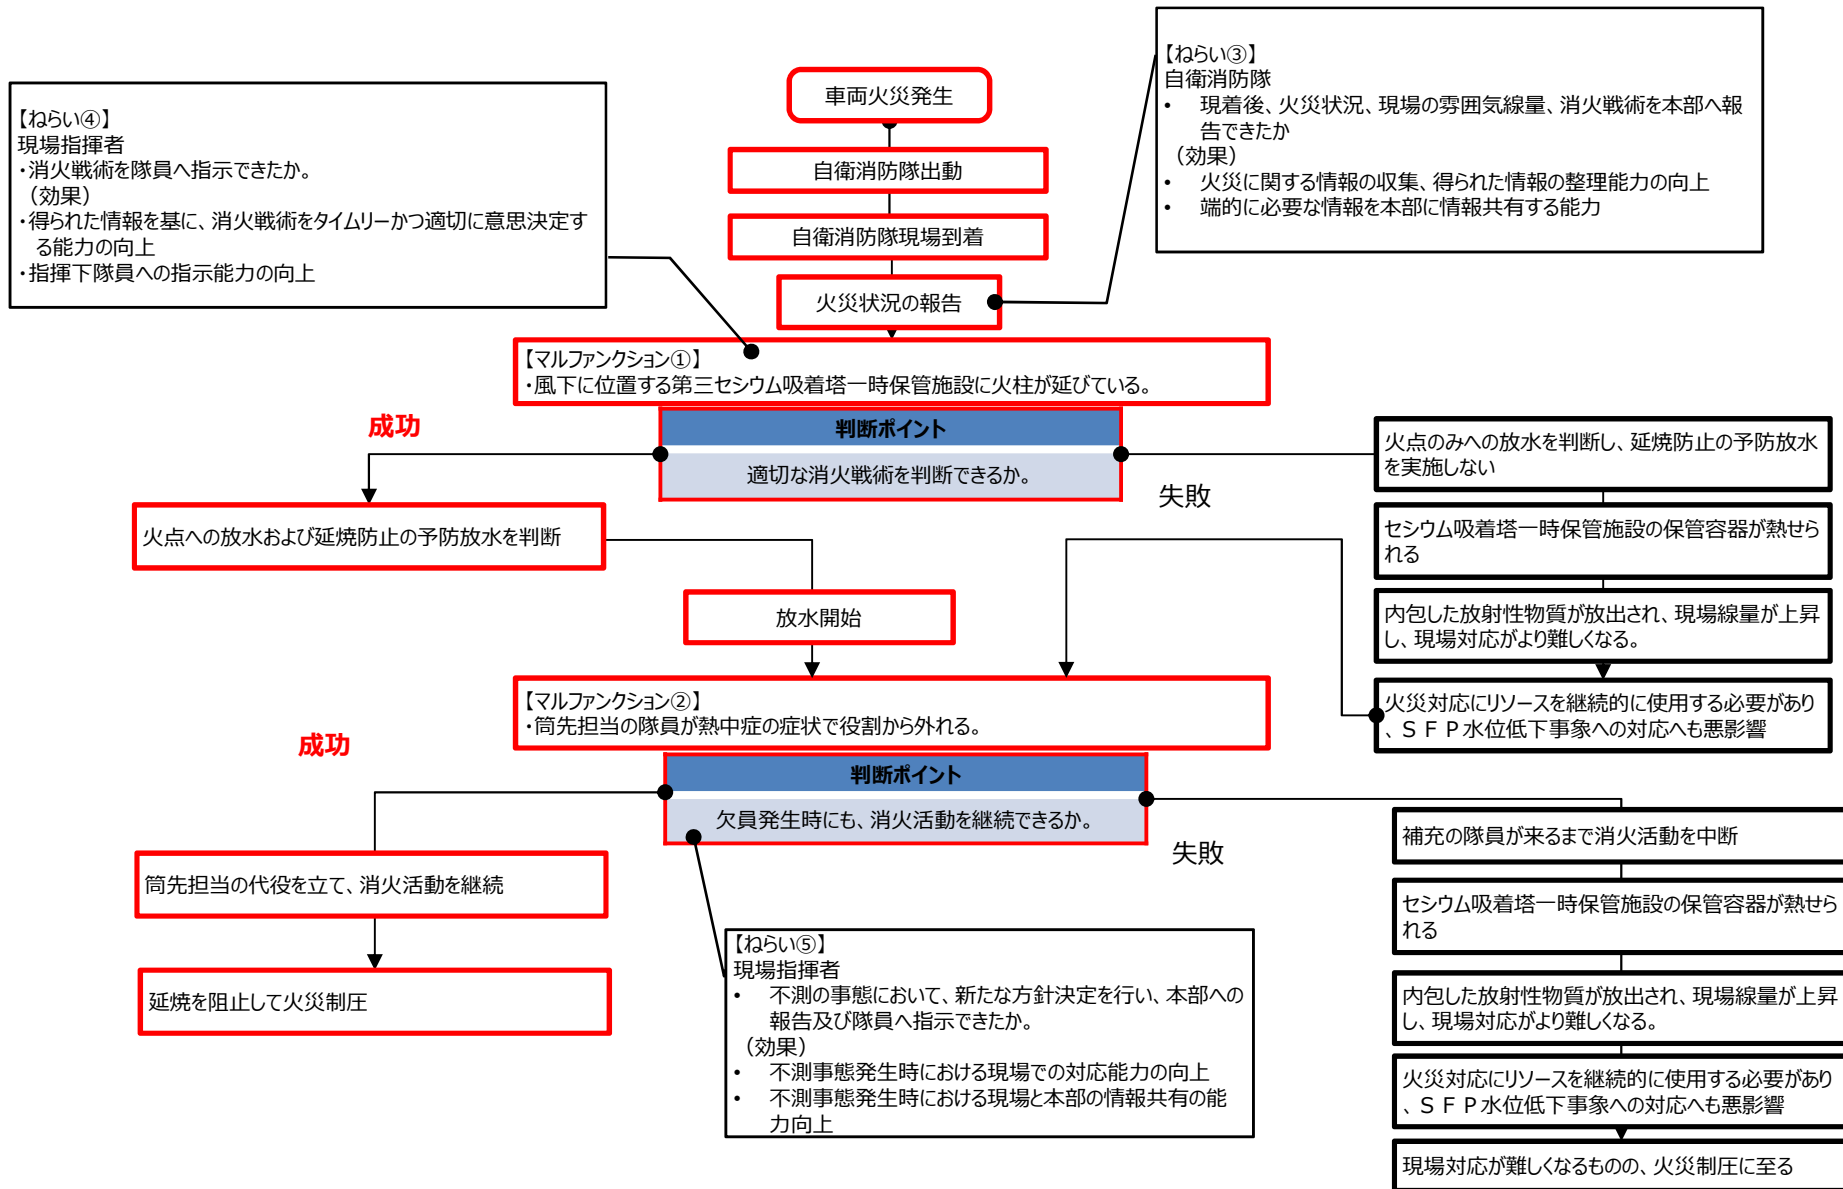 【ねらい④】
現場指揮者
・消火戦術を隊員へ指示できたか。
（効果）
・得られた情報を基に、消火戦術をタイムリーかつ適切に意思決定す
る能力の向上
・指揮下隊員への指示能力の向上
車両火災発生
自衛消防隊出動
自衛消防隊現場到着
火災状況の報告
【ねらい③】
自衛消防隊
• 現着後、火災状況、現場の雰囲気線量、消火戦術を本部へ報
告できたか
（効果）
• 火災に関する情報の収集、得られた情報の整理能力の向上
• 端的に必要な情報を本部に情報共有する能力
【マルファンクション①】
・風下に位置する第三セシウム吸着塔一時保管施設に火柱が延びている。
成功
判断ポイント
適切な消火戦術を判断できるか。
失敗
火点への放水および延焼防止の予防放水を判断
放水開始
火点のみへの放水を判断し、延焼防止の予防放水
を実施しない
セシウム吸着塔一時保管施設の保管容器が熱せら
れる
内包した放射性物質が放出され、現場線量が上昇
し、現場対応がより難しくなる。
火災対応にリソースを継続的に使用する必要があり
、ＳＦＰ水位低下事象への対応へも悪影響
【マルファンクション②】
・筒先担当の隊員が熱中症の症状で役割から外れる。
成功
判断ポイント
欠員発生時にも、消火活動を継続できるか。
失敗
筒先担当の代役を立て、消火活動を継続
延焼を阻止して火災制圧
【ねらい⑤】
現場指揮者
• 不測の事態において、新たな方針決定を行い、本部への
報告及び隊員へ指示できたか。
（効果）
• 不測事態発生時における現場での対応能力の向上
• 不測事態発生時における現場と本部の情報共有の能
力向上
補充の隊員が来るまで消火活動を中断
セシウム吸着塔一時保管施設の保管容器が熱せら
れる
内包した放射性物質が放出され、現場線量が上昇
し、現場対応がより難しくなる。
火災対応にリソースを継続的に使用する必要があり
、ＳＦＰ水位低下事象への対応へも悪影響
現場対応が難しくなるものの、火災制圧に至る